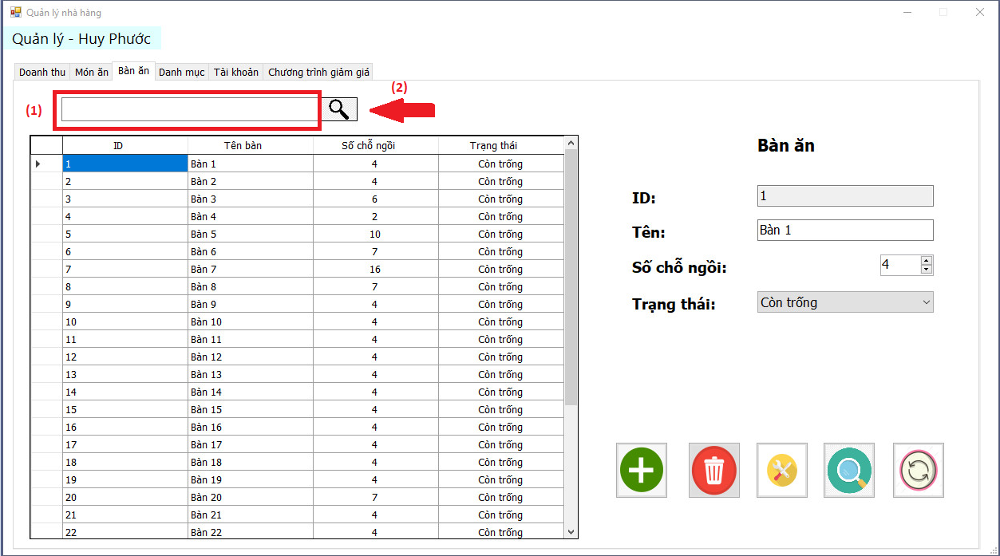 Quản lý nhà hàng
Quản lý - Huy Phước
Doanh thu Món ăn Bàn ăn Danh mục Tài khoản Chương trình giảm giá
(1)
(2)
ID Tên bàn Số chỗ ngồi Trạng thái
1 Bàn 1 4 Còn trống
2 Bàn 2 4 Còn trống
3 Bàn 3 6 Còn trống
4 Bàn 4 2 Còn trống
5 Bàn 5 10 Còn trống
6 Bàn 6 7 Còn trống
7 Bàn 7 16 Còn trống
8 Bàn 8 7 Còn trống
9 Bàn 9 4 Còn trống
10 Bàn 10 4 Còn trống
11 Bàn 11 4 Còn trống
12 Bàn 12 4 Còn trống
13 Bàn 13 4 Còn trống
14 Bàn 14 4 Còn trống
15 Bàn 15 4 Còn trống
16 Bàn 16 4 Còn trống
17 Bàn 17 4 Còn trống
18 Bàn 18 4 Còn trống
19 Bàn 19 4 Còn trống
20 Bàn 20 7 Còn trống
21 Bàn 21 4 Còn trống
22 Bàn 22 4 Còn trống
Bàn ăn
ID: 1
Tên: Bàn 1
Số chỗ ngồi: 4
Trạng thái: Còn trống